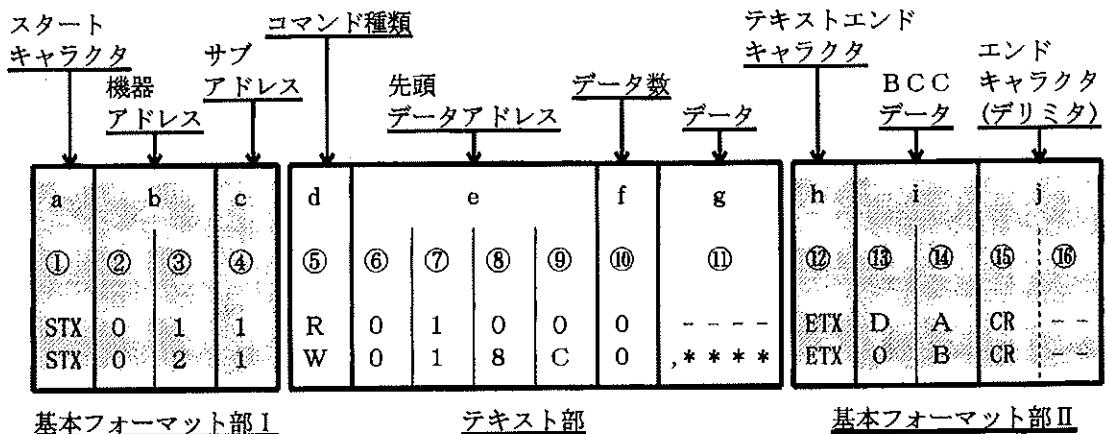 スタート
キャラクタ
機器
アドレス
サブ
アドレス
コマンド種類
先頭
データアドレス
データ数
データ
テキストエンド
キャラクタ
BCC
データ
エンド
キャラクタ
(デリミタ)
a b c d e f g h i j
① ② ③ ④ ⑤ ⑥ ⑦ ⑧ ⑨ ⑩ ⑪ ⑫ ⑬ ⑭ ⑮ ⑯
STX 0 1 1 R 0 1 0 0 0 ---- ETX D A CR --
STX 0 2 1 W 0 1 8 C 0 ,**** ETX 0 B CR --
基本フォーマット部Ⅰ テキスト部 基本フォーマット部Ⅱ